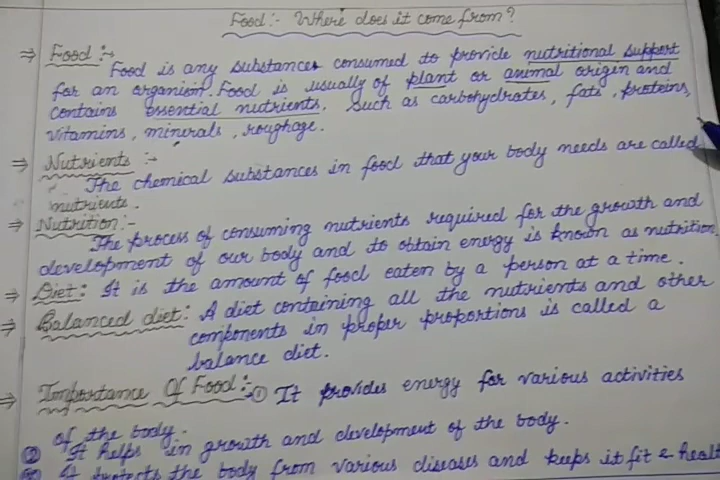 Food :- Where does it come from?
⇒ Food :-
Food is any substances consumed to provide nutritional support
for an organism. Food is usually of plant or animal origin and
contains essential nutrients. Such as carbohydrates, fats, proteins,
vitamins, minerals, roughage.
⇒ Nutrients :-
The chemical substances in food that your body needs are called
nutrients.
⇒ Nutrition :-
The process of consuming nutrients required for the growth and
development of our body and to obtain energy is known as nutrition.
⇒ Diet : It is the amount of food eaten by a person at a time.
⇒ Balanced diet : A diet containing all the nutrients and other
components in proper proportions is called a
balance diet.
⇒ Importance Of Food :- ① It provides energy for various activities
of the body.
② It helps in growth and development of the body.
It protects the body from various diseases and keeps it fit &